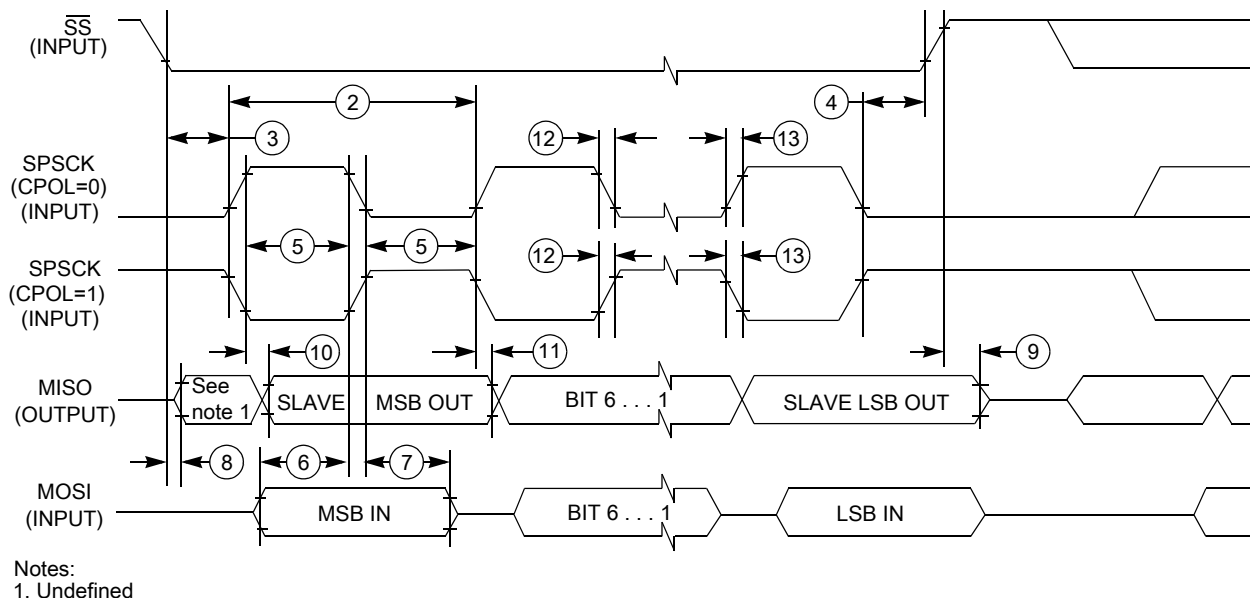 SS
(INPUT)
2
4
3
12
13
SPSCK
(CPOL=0)
(INPUT)
5
5
12
13
SPSCK
(CPOL=1)
(INPUT)
10
11
9
MISO
(OUTPUT)
See
note 1
SLAVE
MSB OUT
BIT 6 . . . 1
SLAVE LSB OUT
8
6
7
MOSI
(INPUT)
MSB IN
BIT 6 . . . 1
LSB IN
Notes:
1. Undefined